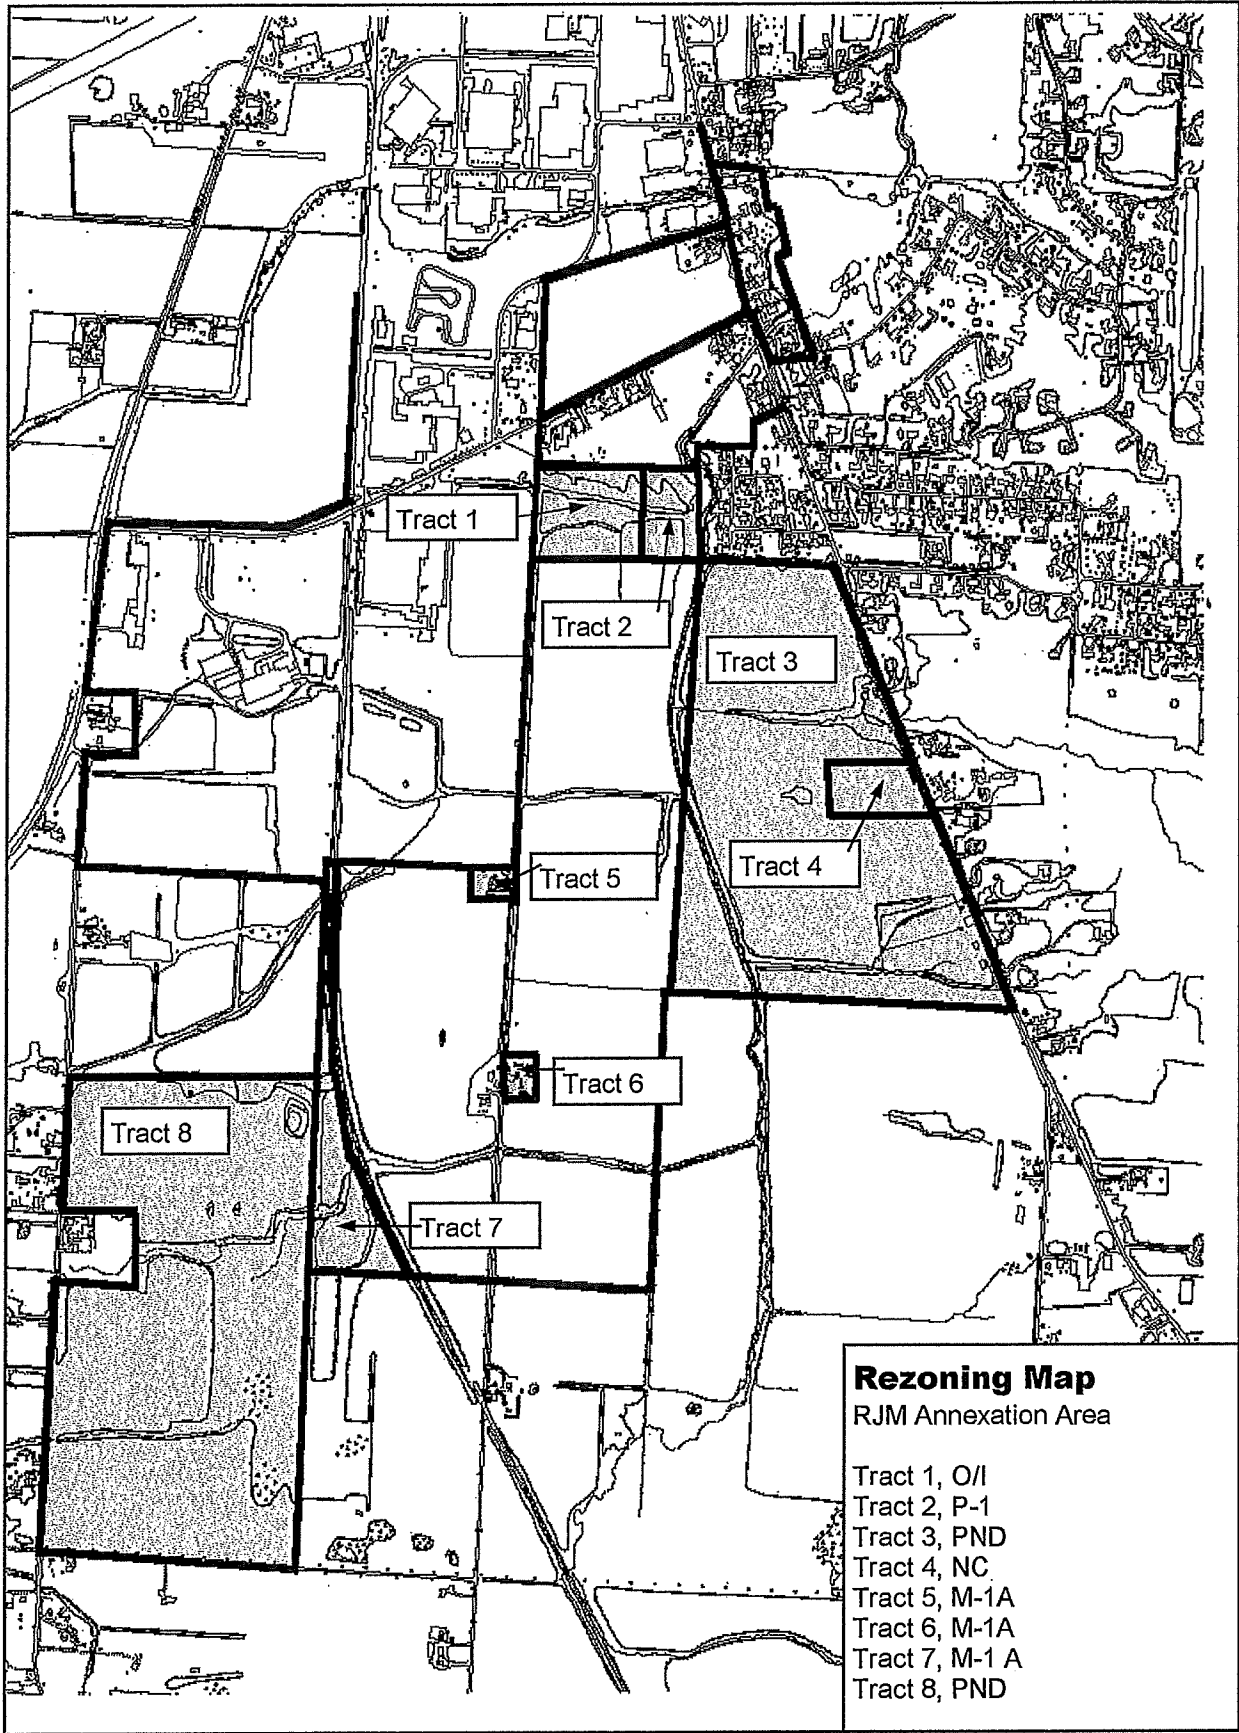 Tract 1
Tract 2
Tract 3
Tract 4
Tract 5
Tract 6
Tract 8
Tract 7
Rezoning Map
RJM Annexation Area
Tract 1, O/I
Tract 2, P-1
Tract 3, PND
Tract 4, NC
Tract 5, M-1A
Tract 6, M-1A
Tract 7, M-1 A
Tract 8, PND